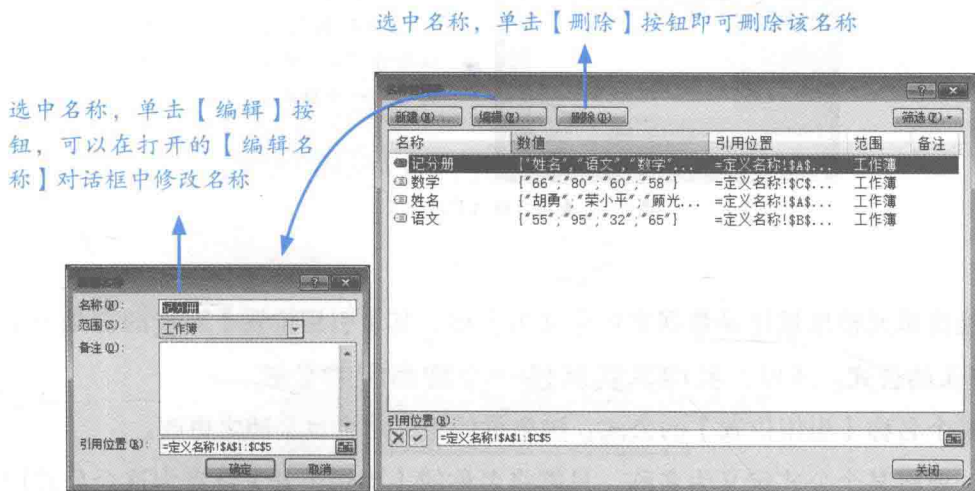 选中名称，单击【删除】按钮即可删除该名称
选中名称，单击【编辑】按
钮，可以在打开的【编辑名
称】对话框中修改名称
新建(N)... 编辑(E)... 删除(D) 筛选(F)
名称 数值 引用位置 范围 备注
记分册 {"姓名","语文","数学"... =定义名称!$A$... 工作簿
数学 {"66";"80";"60";"58"} =定义名称!$C$... 工作簿
姓名 {"胡勇";"荣小平";"顾光... =定义名称!$A$... 工作簿
语文 {"55";"95";"32";"65"} =定义名称!$B$... 工作簿
引用位置(R):
=定义名称!$A$1:$C$5
关闭
名称(N): 记分册
范围(S): 工作簿
备注(O):
引用位置(R): =定义名称!$A$1:$C$5
确定 取消